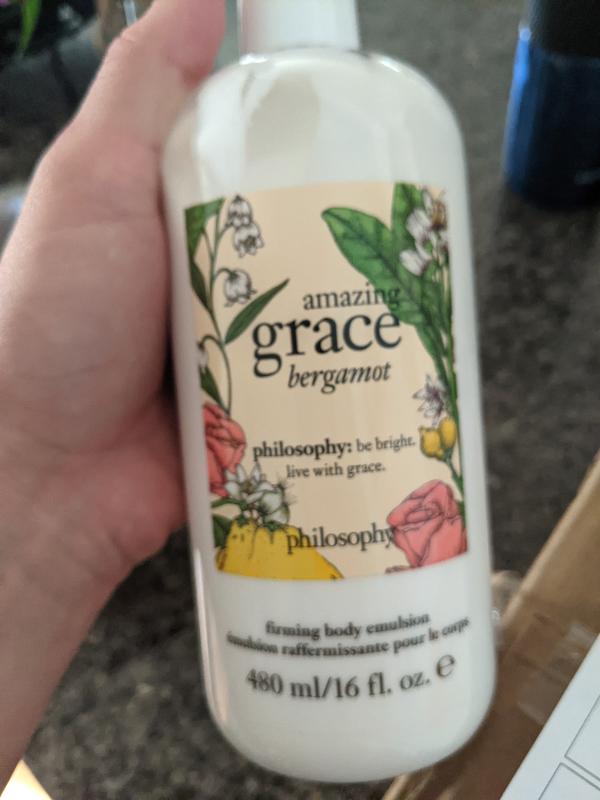 amazing
grace
bergamot
philosophy: be bright.
live with grace.
philosophy
firming body emulsion
émulsion raffermissante pour le corps
480 ml/16 fl. oz. ℮